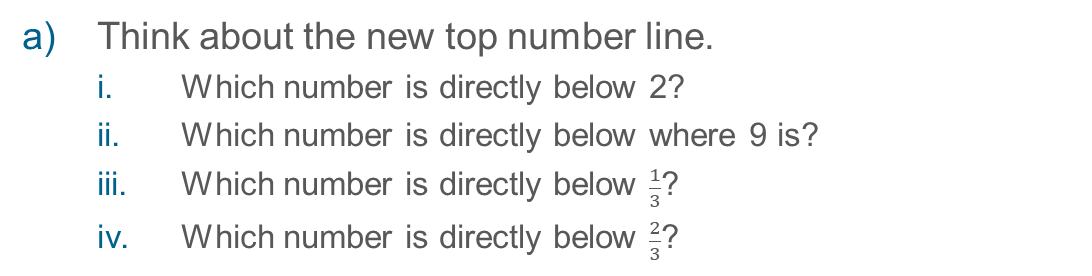 a) Think about the new top number line.
i. Which number is directly below 2?
ii. Which number is directly below where 9 is?
iii. Which number is directly below 1/3?
iv. Which number is directly below 2/3?